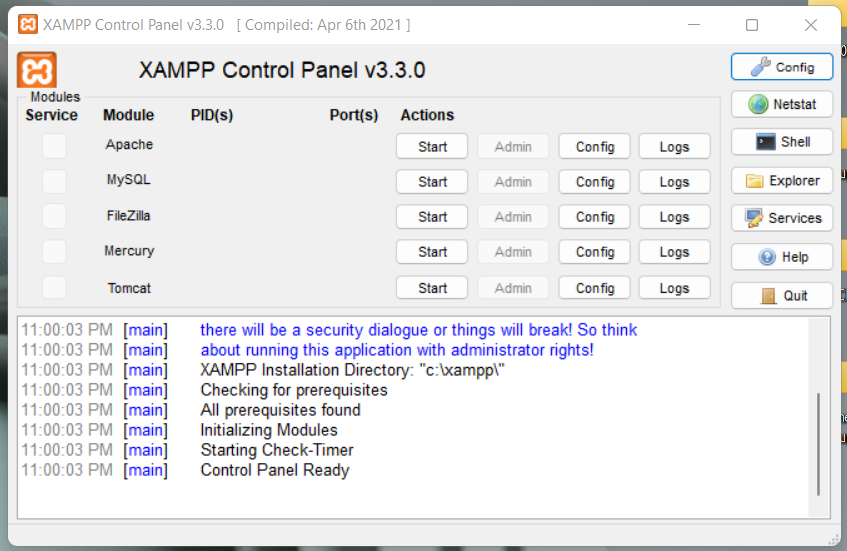 XAMPP Control Panel v3.3.0 [ Compiled: Apr 6th 2021 ]
XAMPP Control Panel v3.3.0
Config
Modules
Service Module PID(s) Port(s) Actions
Netstat
Apache Start Admin Config Logs
Shell
MySQL Start Admin Config Logs
Explorer
FileZilla Start Admin Config Logs
Services
Mercury Start Admin Config Logs
Help
Tomcat Start Admin Config Logs
Quit
11:00:03 PM [main] there will be a security dialogue or things will break! So think
11:00:03 PM [main] about running this application with administrator rights!
11:00:03 PM [main] XAMPP Installation Directory: "c:\xampp\"
11:00:03 PM [main] Checking for prerequisites
11:00:03 PM [main] All prerequisites found
11:00:03 PM [main] Initializing Modules
11:00:03 PM [main] Starting Check-Timer
11:00:03 PM [main] Control Panel Ready